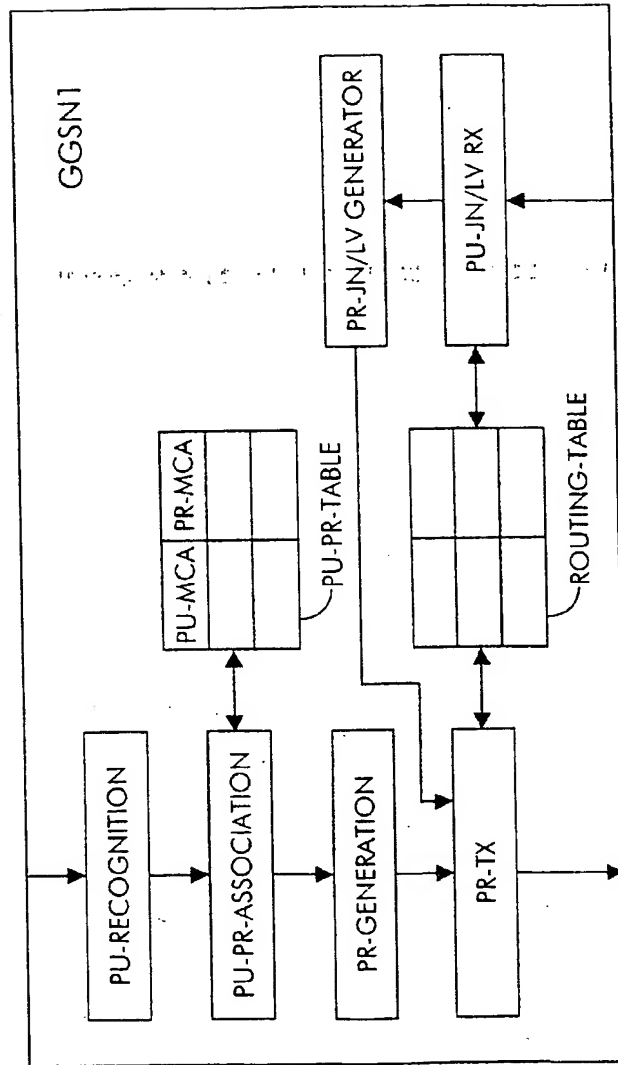 GGSN1
PU-RECOGNITION
PU-PR-ASSOCIATION
PU-MCA
PR-MCA
PU-PR-TABLE
PR-GENERATION
PR-JN/LV GENERATOR
PR-TX
ROUTING-TABLE
PU-JN/LV RX